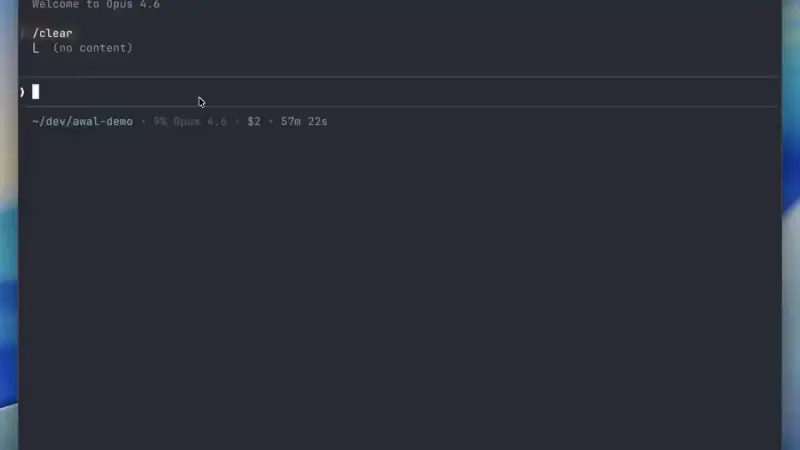 Welcome to Opus 4.6
/clear
(no content)
❯
~/dev/awal-demo · 9% Opus 4.6 · $2 · 57m 22s